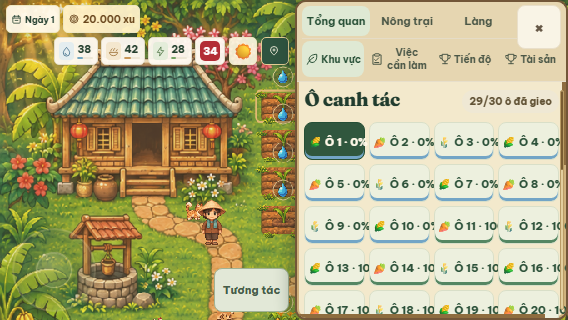 Ngày 1
20.000 xu
38
42
28
34
Tương tác
Tổng quan
Nông trại
Làng
×
Khu vực
Việc cần làm
Tiến độ
Tài sản
Ô canh tác
29/30 ô đã gieo
Ô 1 · 0%
Ô 2 · 0%
Ô 3 · 0%
Ô 4 · 0%
Ô 5 · 0%
Ô 6 · 0%
Ô 7 · 0%
Ô 8 · 0%
Ô 9 · 0%
Ô 10 · 0%
Ô 11 · 10
Ô 12 · 10
Ô 13 · 10
Ô 14 · 10
Ô 15 · 10
Ô 16 · 10
Ô 17 · 10
Ô 18 · 10
Ô 19 · 10
Ô 20 · 10